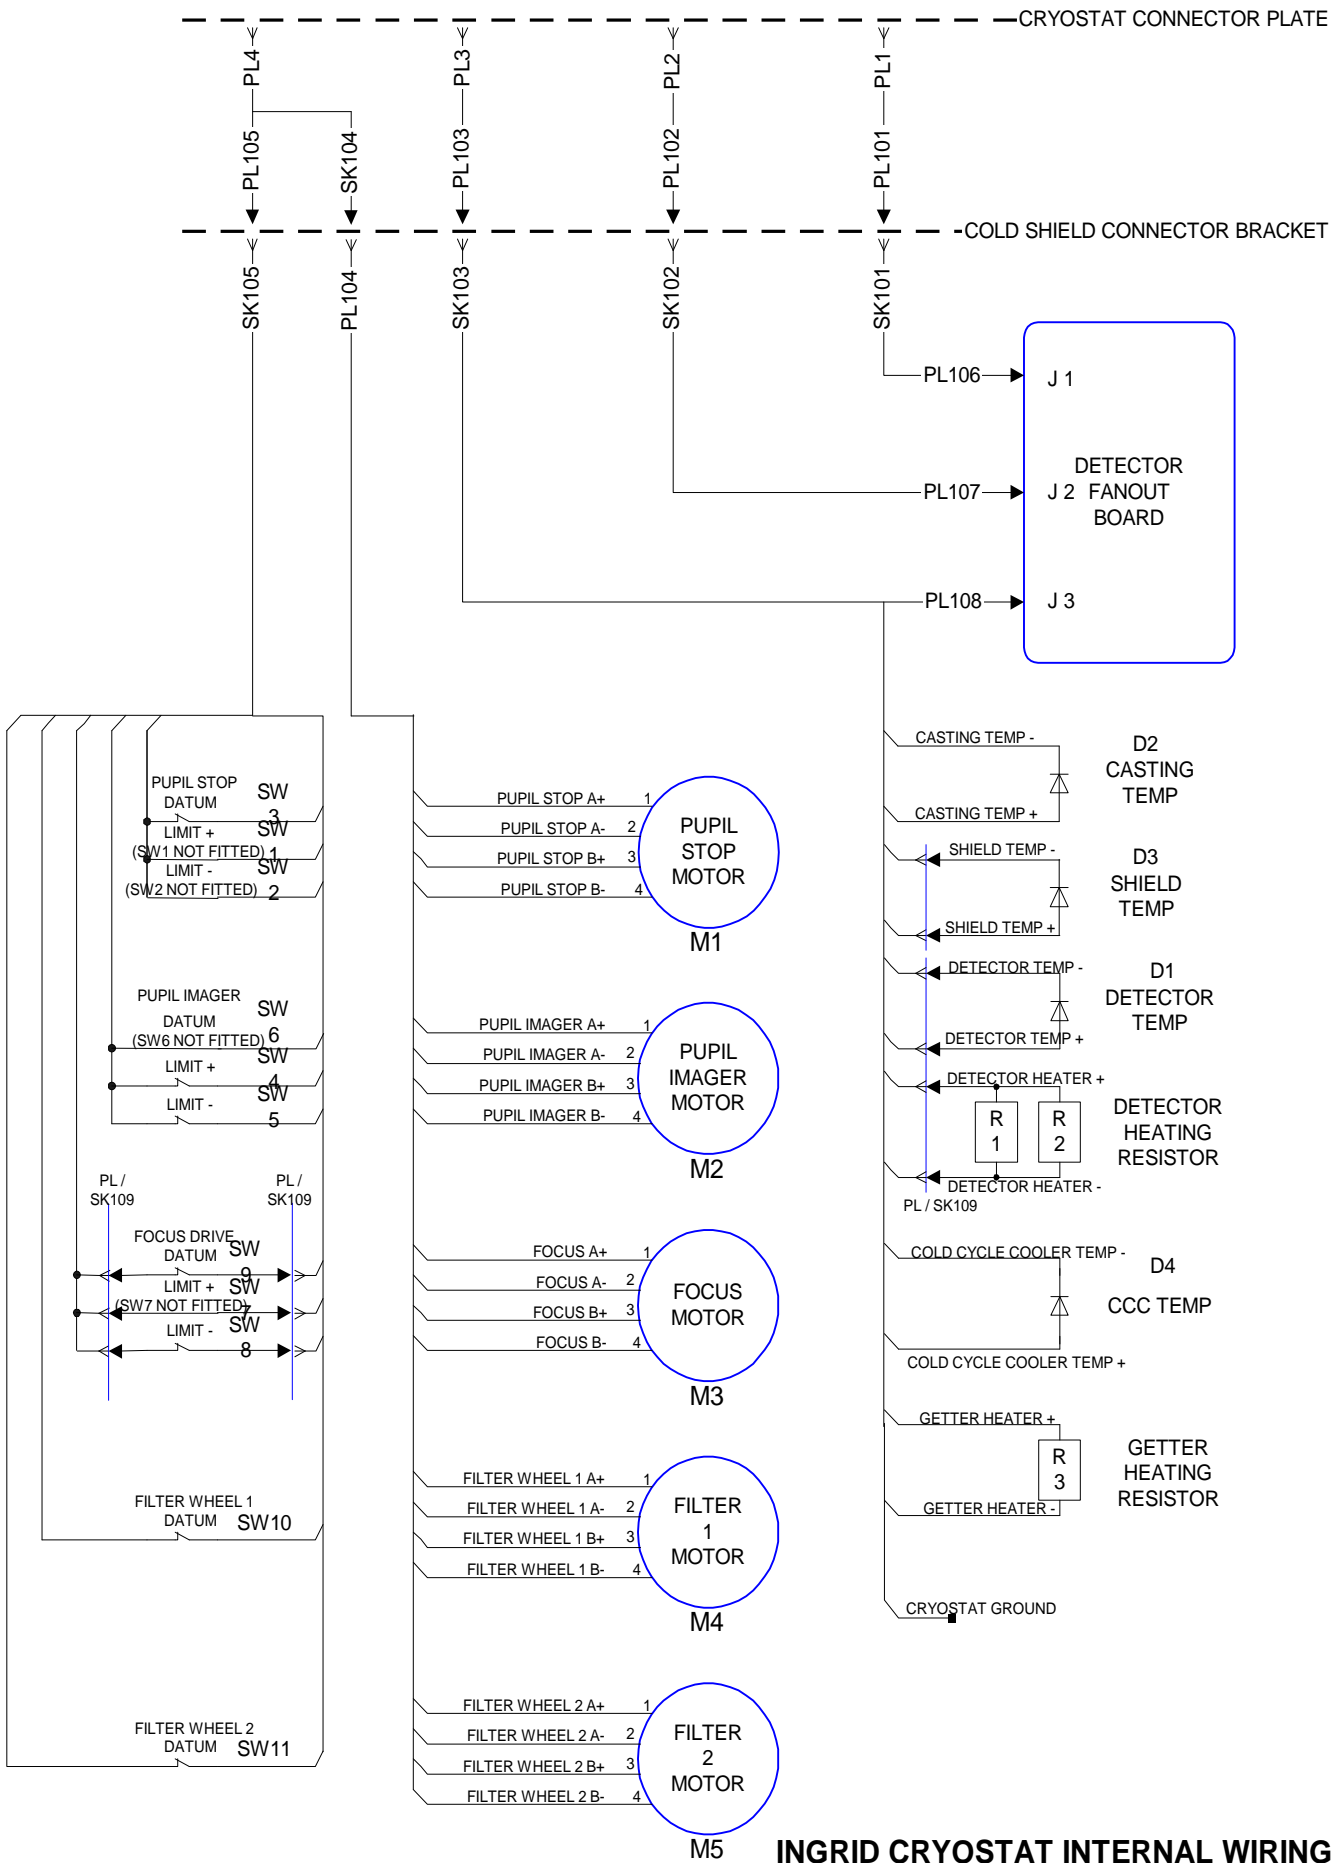 CRYOSTAT CONNECTOR PLATE
PL4
PL3
PL2
PL1
PL105
SK104
PL103
PL102
PL101
COLD SHIELD CONNECTOR BRACKET
SK105
PL104
SK103
SK102
SK101
PL106
J 1
DETECTOR
FANOUT
BOARD
PL107
J 2
PL108
J 3
PUPIL STOP
DATUM
SW
3
LIMIT +
(SW1 NOT FITTED)
SW
1
LIMIT -
(SW2 NOT FITTED)
SW
2
PUPIL IMAGER
DATUM
(SW6 NOT FITTED)
SW
6
LIMIT +
SW
4
LIMIT -
SW
5
PL /
SK109
PL /
SK109
FOCUS DRIVE
DATUM
SW
9
LIMIT +
(SW7 NOT FITTED)
SW
7
LIMIT -
SW
8
FILTER WHEEL 1
DATUM
SW10
FILTER WHEEL 2
DATUM
SW11
PUPIL STOP A+ 1
PUPIL STOP A- 2
PUPIL STOP B+ 3
PUPIL STOP B- 4
PUPIL
STOP
MOTOR
M1
PUPIL IMAGER A+ 1
PUPIL IMAGER A- 2
PUPIL IMAGER B+ 3
PUPIL IMAGER B- 4
PUPIL
IMAGER
MOTOR
M2
FOCUS A+ 1
FOCUS A- 2
FOCUS B+ 3
FOCUS B- 4
FOCUS
MOTOR
M3
FILTER WHEEL 1 A+ 1
FILTER WHEEL 1 A- 2
FILTER WHEEL 1 B+ 3
FILTER WHEEL 1 B- 4
FILTER
1
MOTOR
M4
FILTER WHEEL 2 A+ 1
FILTER WHEEL 2 A- 2
FILTER WHEEL 2 B+ 3
FILTER WHEEL 2 B- 4
FILTER
2
MOTOR
M5
CASTING TEMP -
CASTING TEMP +
D2
CASTING
TEMP
SHIELD TEMP -
SHIELD TEMP +
D3
SHIELD
TEMP
DETECTOR TEMP -
DETECTOR TEMP +
D1
DETECTOR
TEMP
DETECTOR HEATER +
R
1
R
2
DETECTOR HEATER -
DETECTOR
HEATING
RESISTOR
PL / SK109
COLD CYCLE COOLER TEMP -
COLD CYCLE COOLER TEMP +
D4
CCC TEMP
GETTER HEATER +
R
3
GETTER HEATER -
GETTER
HEATING
RESISTOR
CRYOSTAT GROUND
INGRID CRYOSTAT INTERNAL WIRING